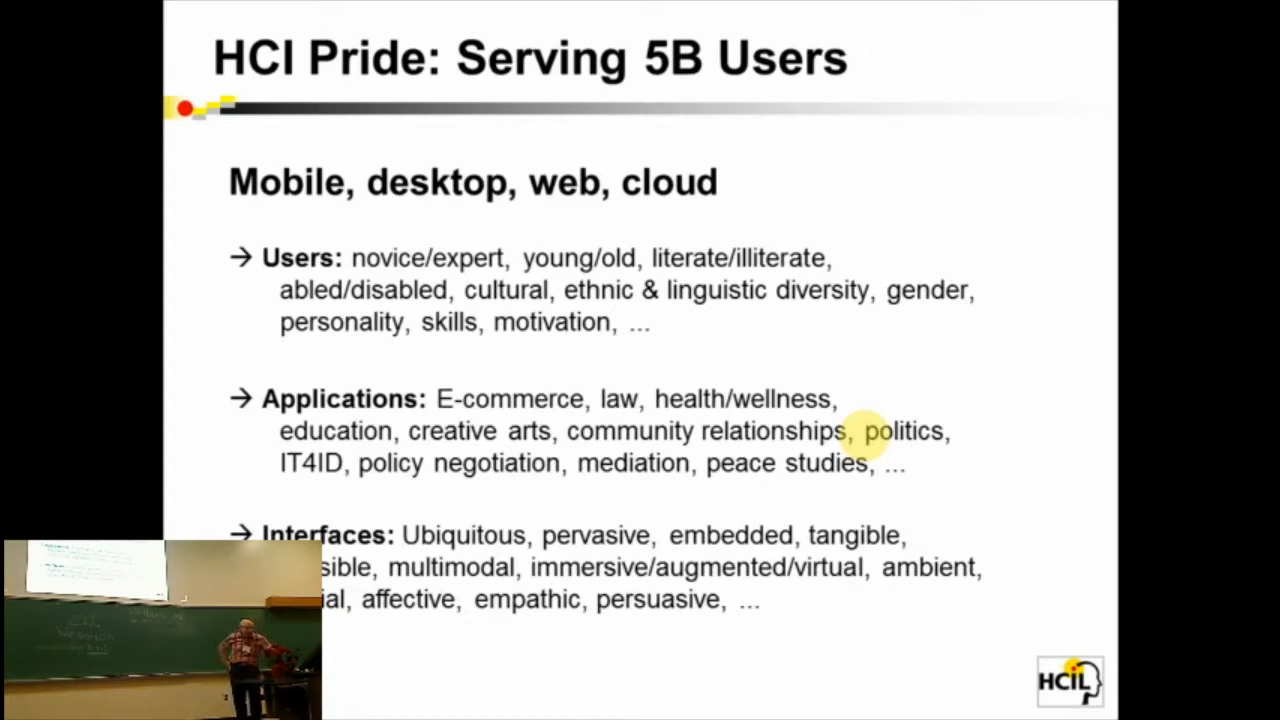 HCI Pride: Serving 5B Users
Mobile, desktop, web, cloud
→ Users: novice/expert, young/old, literate/illiterate,
abled/disabled, cultural, ethnic & linguistic diversity, gender,
personality, skills, motivation, ...
→ Applications: E-commerce, law, health/wellness,
education, creative arts, community relationships, politics,
IT4ID, policy negotiation, mediation, peace studies, ...
→ Interfaces: Ubiquitous, pervasive, embedded, tangible,
multimodal, immersive/augmented/virtual, ambient,
affective, empathic, persuasive, ...
HCIL